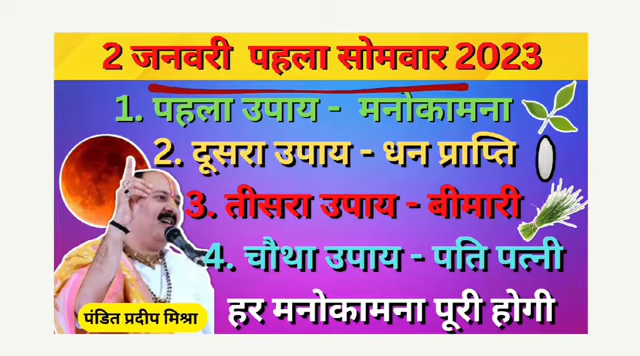 2 जनवरी पहला सोमवार 2023
1. पहला उपाय - मनोकामना
2. दूसरा उपाय - धन प्राप्ति
3. तीसरा उपाय - बीमारी
4. चौथा उपाय - पति पत्नी
हर मनोकामना पूरी होगी
पंडित प्रदीप मिश्रा